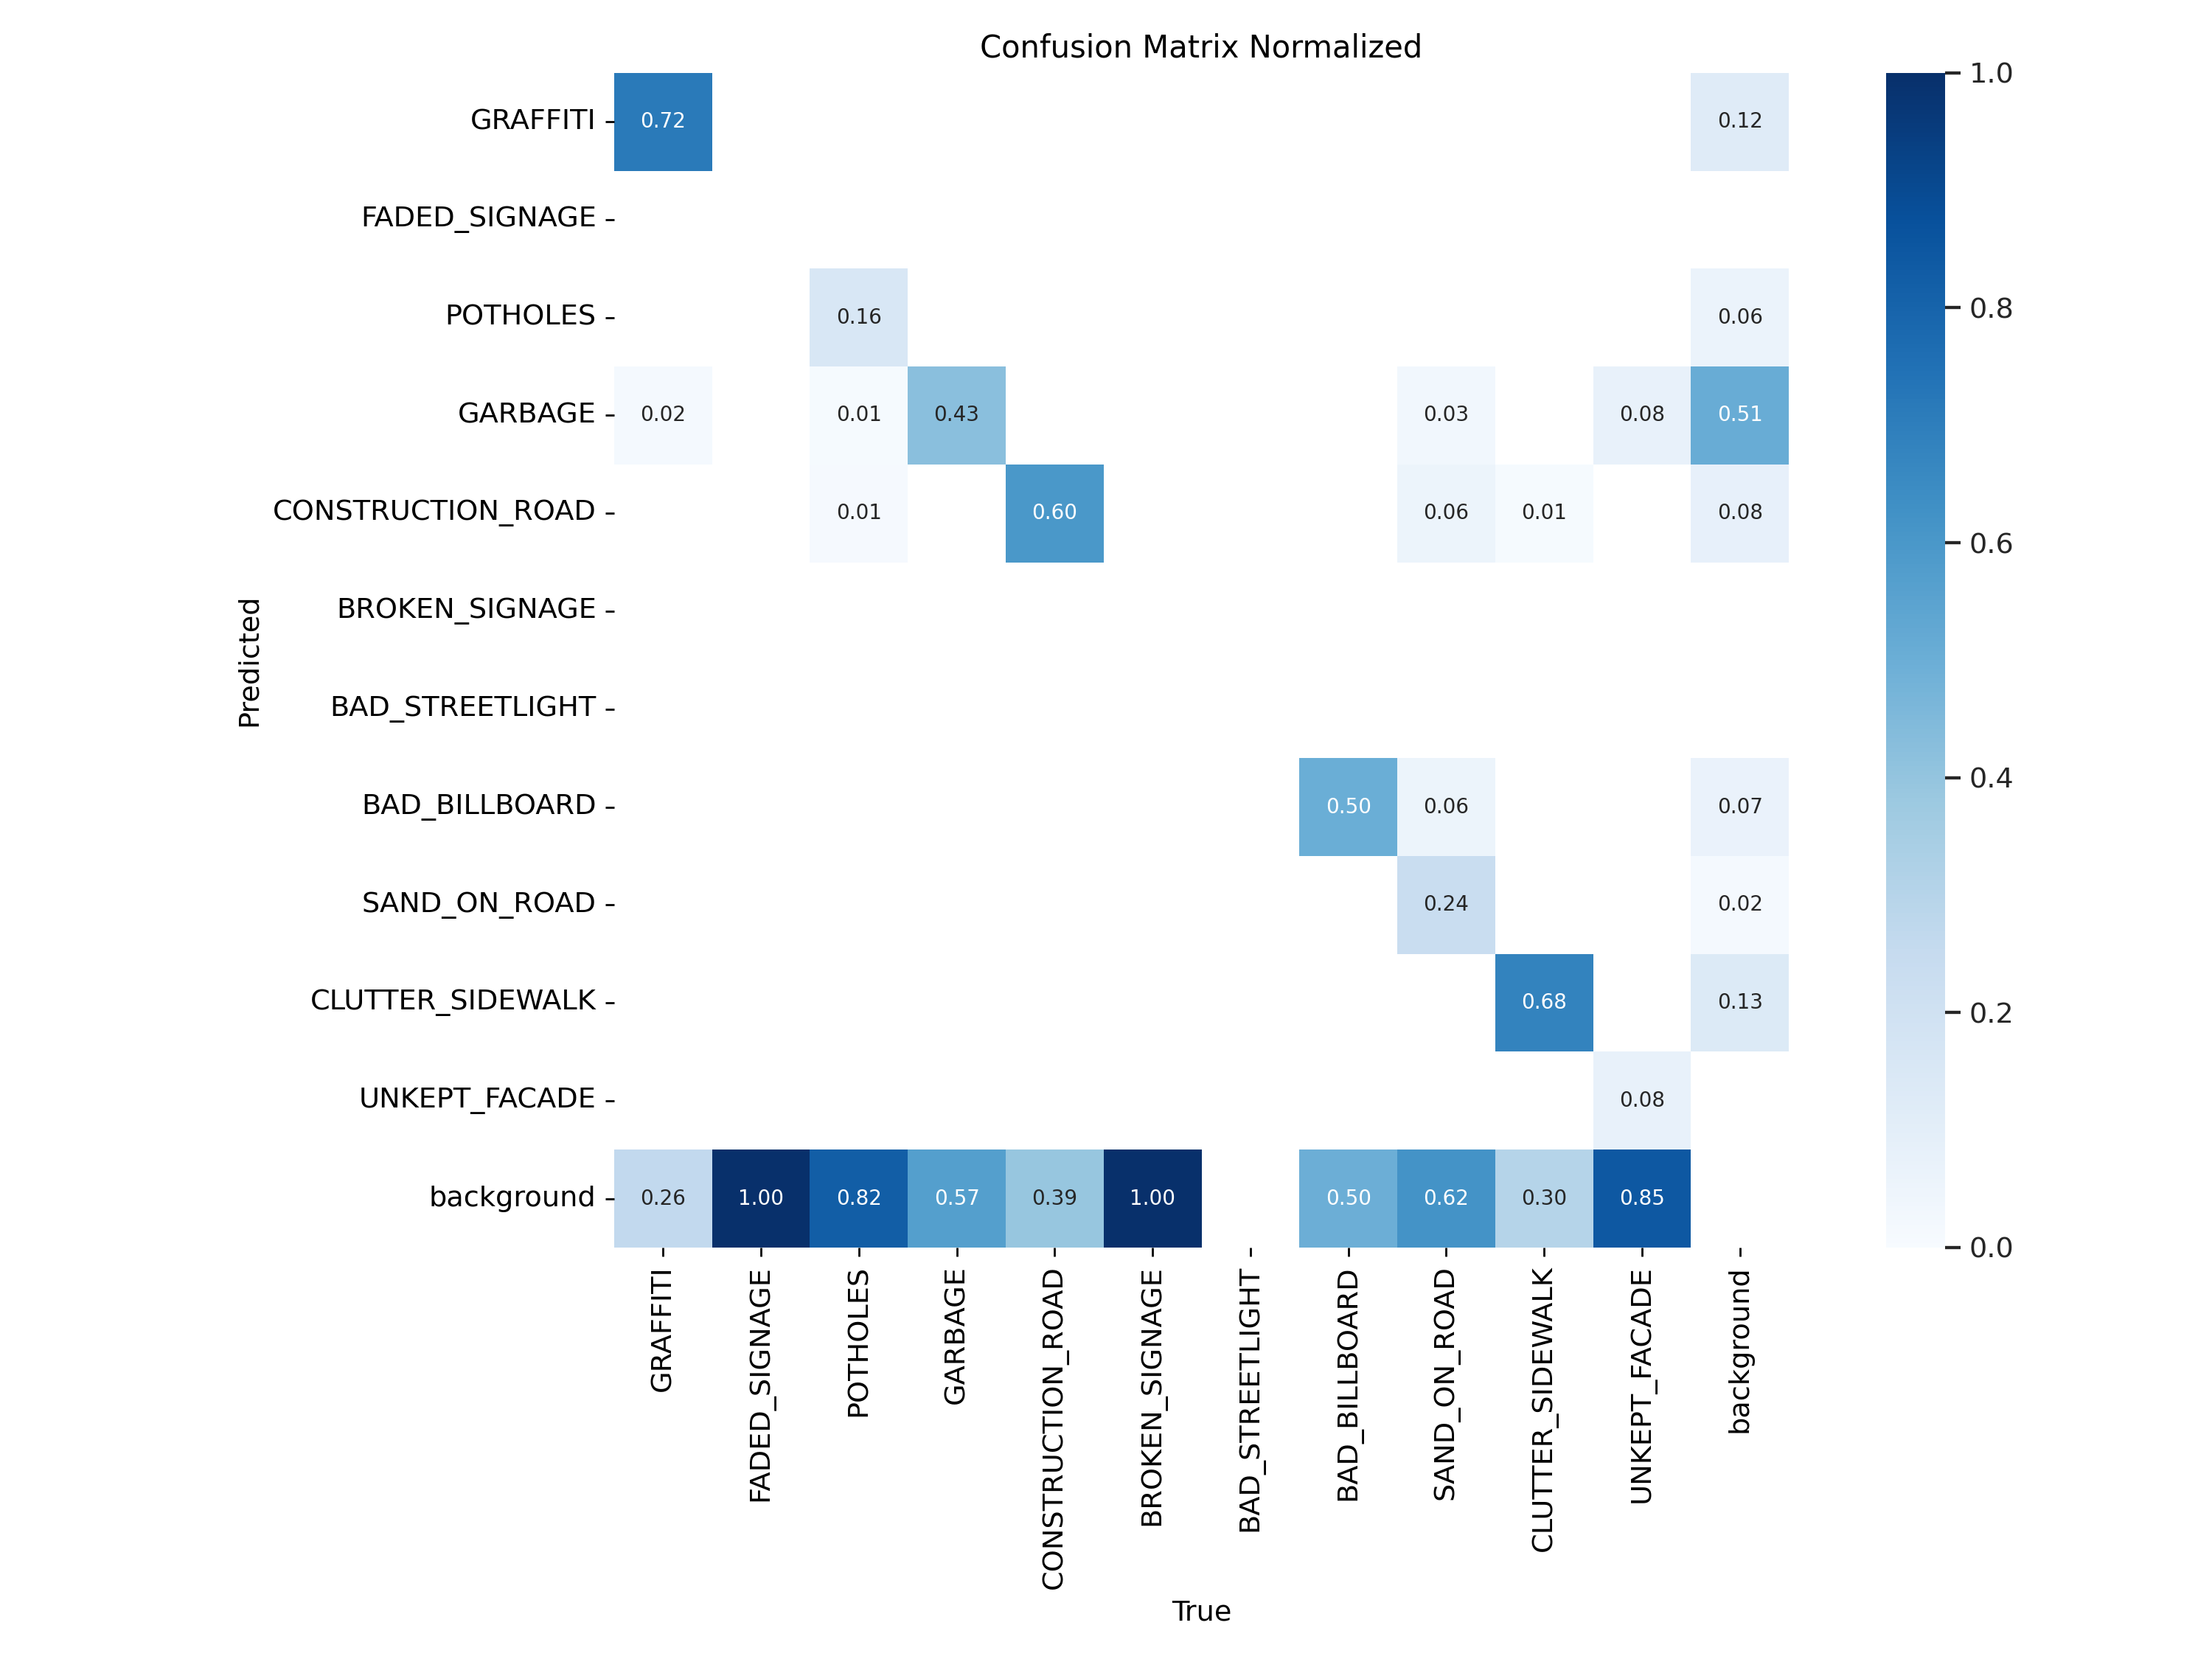 Confusion Matrix Normalized
GRAFFITI 0.72 0.12
FADED_SIGNAGE
POTHOLES 0.16 0.06
GARBAGE 0.02 0.01 0.43 0.03 0.08 0.51
CONSTRUCTION_ROAD 0.01 0.60 0.06 0.01 0.08
BROKEN_SIGNAGE
BAD_STREETLIGHT
BAD_BILLBOARD 0.50 0.06 0.07
SAND_ON_ROAD 0.24 0.02
CLUTTER_SIDEWALK 0.68 0.13
UNKEPT_FACADE 0.08
background 0.26 1.00 0.82 0.57 0.39 1.00 0.50 0.62 0.30 0.85
Predicted
GRAFFITI
FADED_SIGNAGE
POTHOLES
GARBAGE
CONSTRUCTION_ROAD
BROKEN_SIGNAGE
BAD_STREETLIGHT
BAD_BILLBOARD
SAND_ON_ROAD
CLUTTER_SIDEWALK
UNKEPT_FACADE
background
True
1.0
0.8
0.6
0.4
0.2
0.0